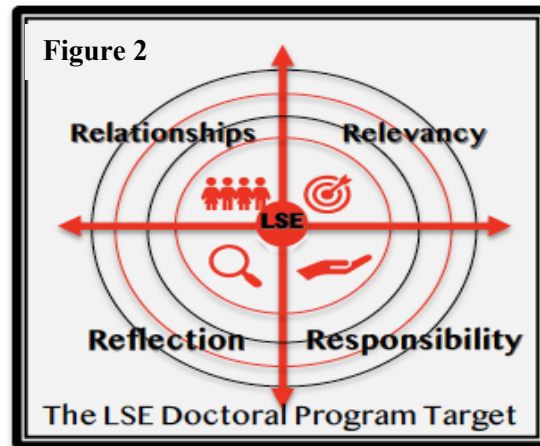 Figure 2
Relationships Relevancy
LSE
Reflection Responsibility
The LSE Doctoral Program Target